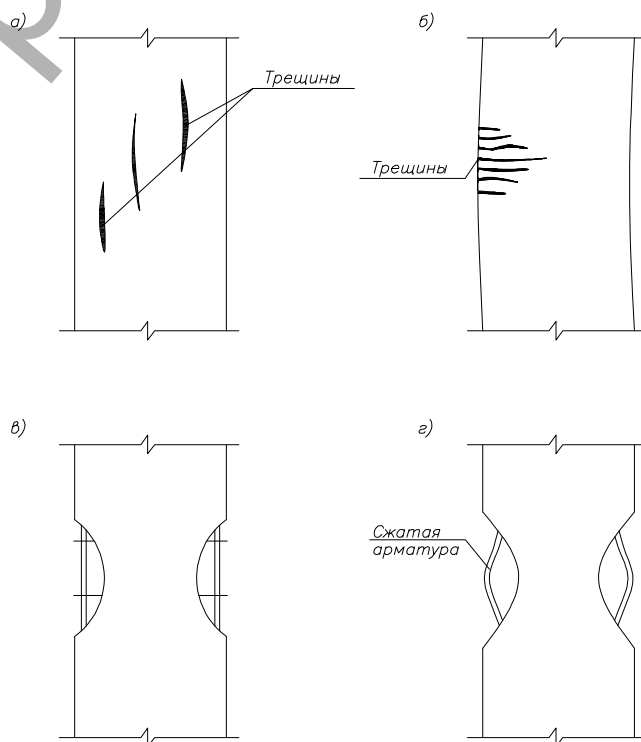 а)
б)
Трещины
Трещины
в)
г)
Сжатая
арматура